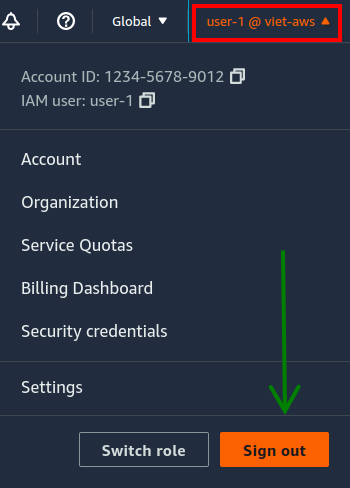 Global
user-1 @ viet-aws
Account ID: 1234-5678-9012
IAM user: user-1
Account
Organization
Service Quotas
Billing Dashboard
Security credentials
Settings
Switch role
Sign out